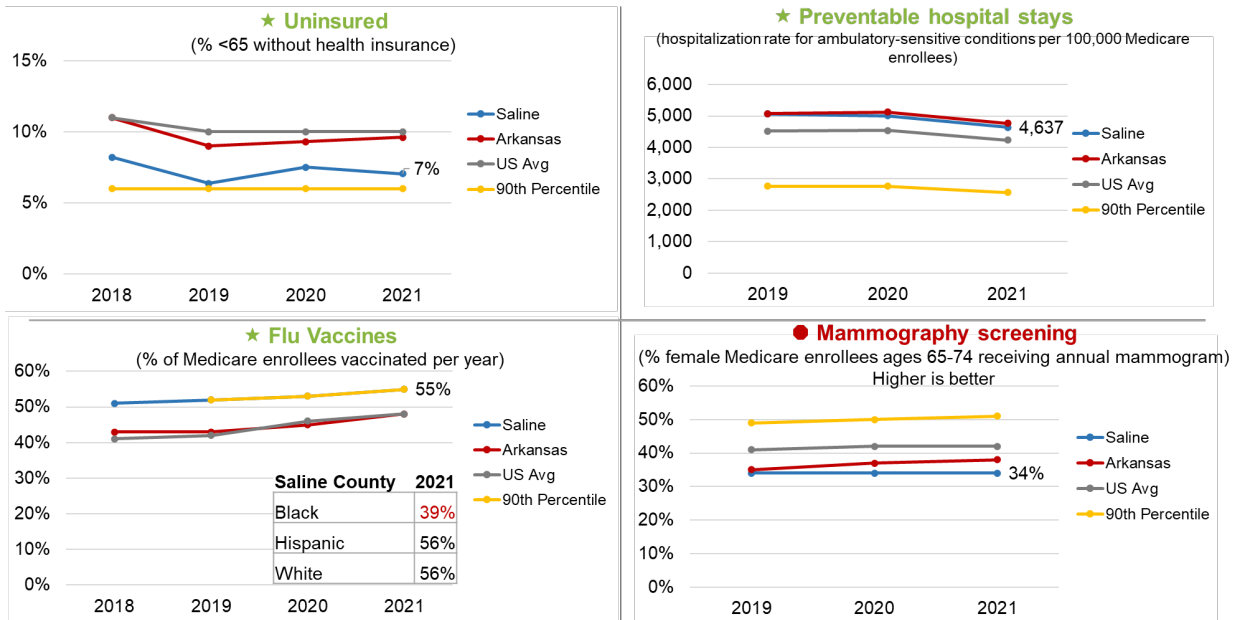 ★ Uninsured
(% <65 without health insurance)
15%
10%
5%
0%
7%
2018 2019 2020 2021
Saline
Arkansas
US Avg
90th Percentile
★ Preventable hospital stays
(hospitalization rate for ambulatory-sensitive conditions per 100,000 Medicare
enrollees)
6,000
5,000
4,000
3,000
2,000
1,000
0
4,637
2019 2020 2021
Saline
Arkansas
US Avg
90th Percentile
★ Flu Vaccines
(% of Medicare enrollees vaccinated per year)
60%
50%
40%
30%
20%
10%
0%
55%
Saline County 2021
Black 39%
Hispanic 56%
White 56%
2018 2019 2020 2021
Saline
Arkansas
US Avg
90th Percentile
Mammography screening
(% female Medicare enrollees ages 65-74 receiving annual mammogram)
Higher is better
60%
50%
40%
30%
20%
10%
0%
34%
2019 2020 2021
Saline
Arkansas
US Avg
90th Percentile